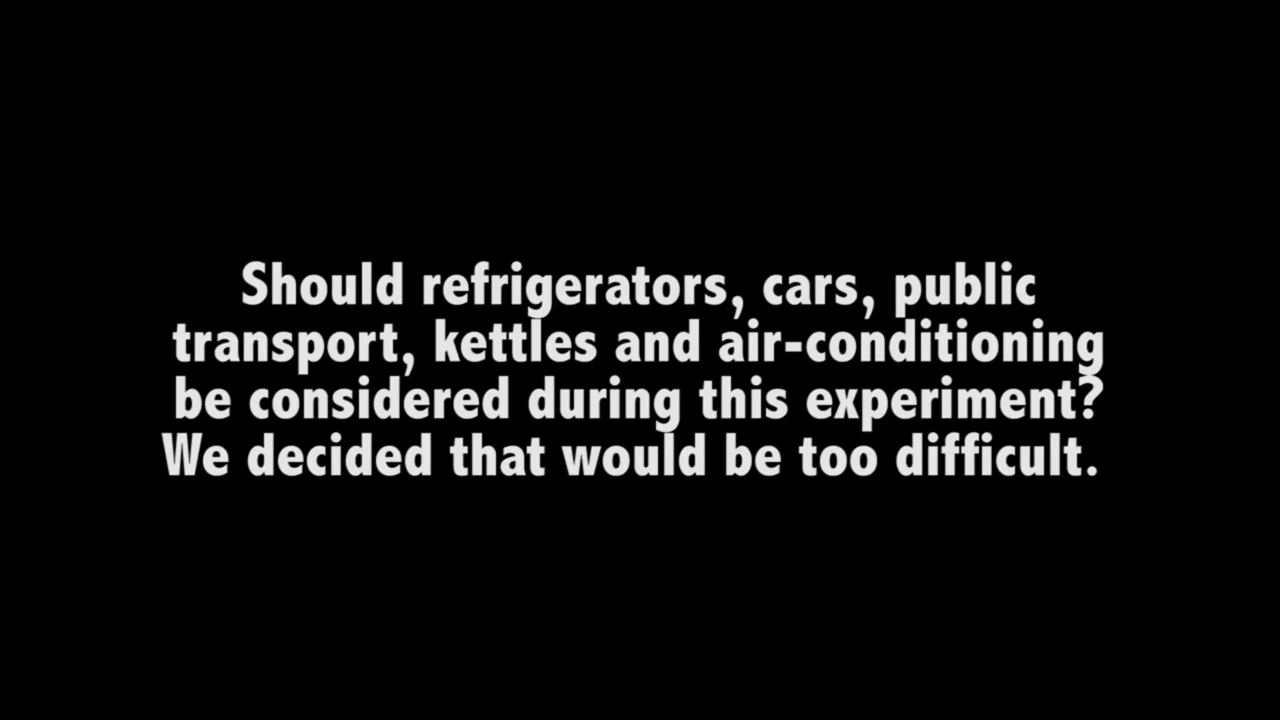 Should refrigerators, cars, public
transport, kettles and air-conditioning
be considered during this experiment?
We decided that would be too difficult.